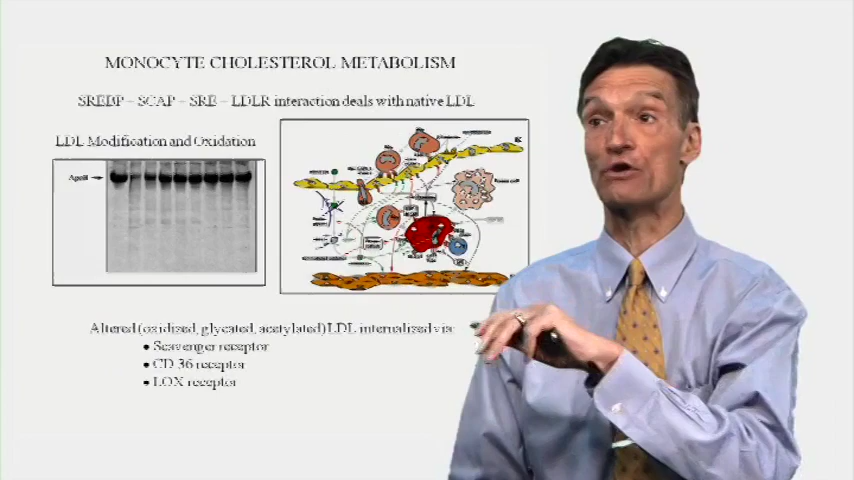 MONOCYTE CHOLESTEROL METABOLISM
SREBP – SCAP – SRE – LDLR interaction deals with native LDL
LDL Modification and Oxidation
ApoB
Altered (oxidized, glycated, acetylated) LDL internalized via:
• Scavenger receptor
• CD 36 receptor
• LOX receptor